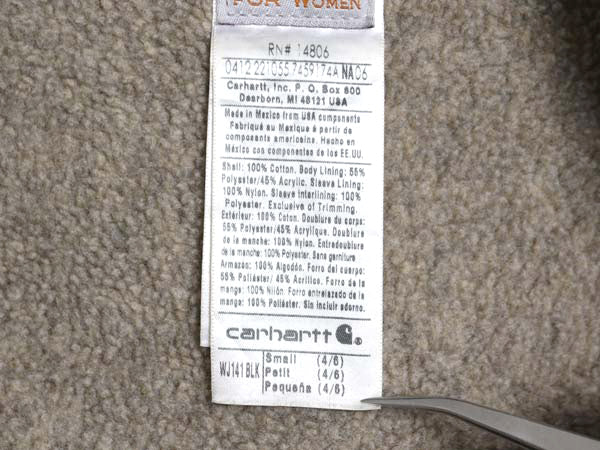 FOR WOMEN
RN# 14806
0412 221055 7459174A NA06
Carhartt, Inc. P. O. Box 600
Dearborn, MI 48121 USA
Made in Mexico from USA components
Fabriqué au Mexique à partir de
components americains. Hecho en
México con componentes de los EE.UU.
Shell: 100% Cotton. Body Lining: 55%
Polyester/45% Acrylic. Sleeve Lining:
100% Nylon. Sleeve Interlining: 100%
Polyester. Exclusive of Trimming.
Extérieur: 100% Coton. Doublure du corps:
55% Polyester/45% Acrylique. Doublure
de la manche: 100% Nylon. Entredoublure
de la manche: 100% Polyester. Sin garniture
Armazon: 100% Algodón. Forro del cuerpo:
55% Poliéster/ 45% Acrílico. Forro de la
manga: 100% Nilón. Forro entrelazado de la
manga: 100% Poliéster. Sin incluir adorno.
carhartt
WJ141 BLK
Small (4/6)
Petit (4/6)
Pequeña (4/6)